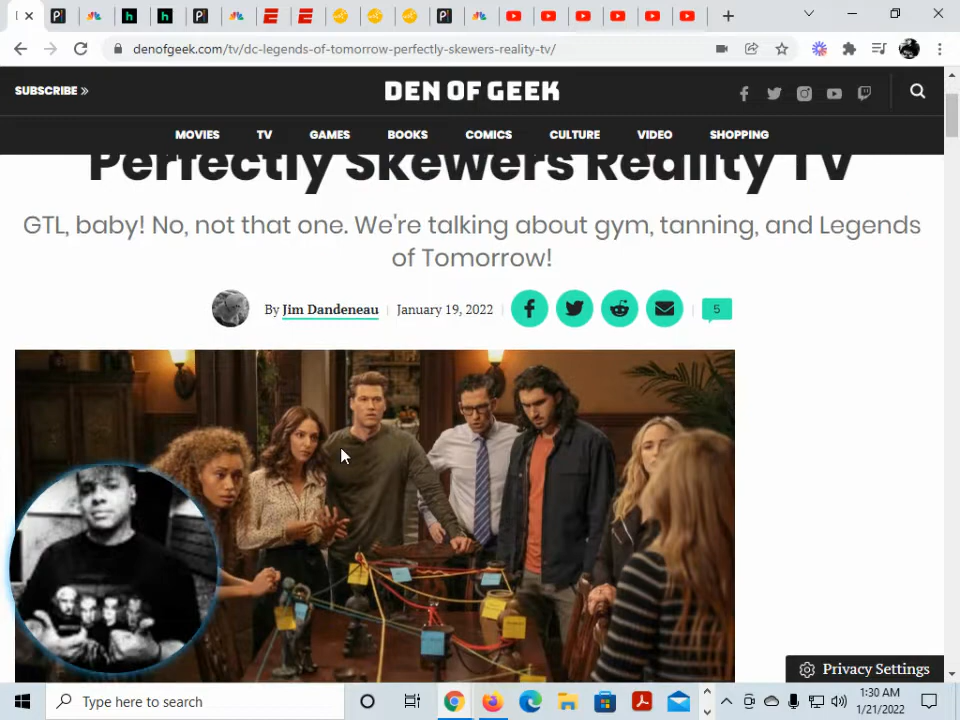 denofgeek.com/tv/dc-legends-of-tomorrow-perfectly-skewers-reality-tv/
SUBSCRIBE »
DEN OF GEEK
MOVIES TV GAMES BOOKS COMICS CULTURE VIDEO SHOPPING
Perfectly Skewers Reality TV
GTL, baby! No, not that one. We're talking about gym, tanning, and Legends
of Tomorrow!
By Jim Dandeneau | January 19, 2022 | 5
Privacy Settings
Type here to search
1:30 AM
1/21/2022